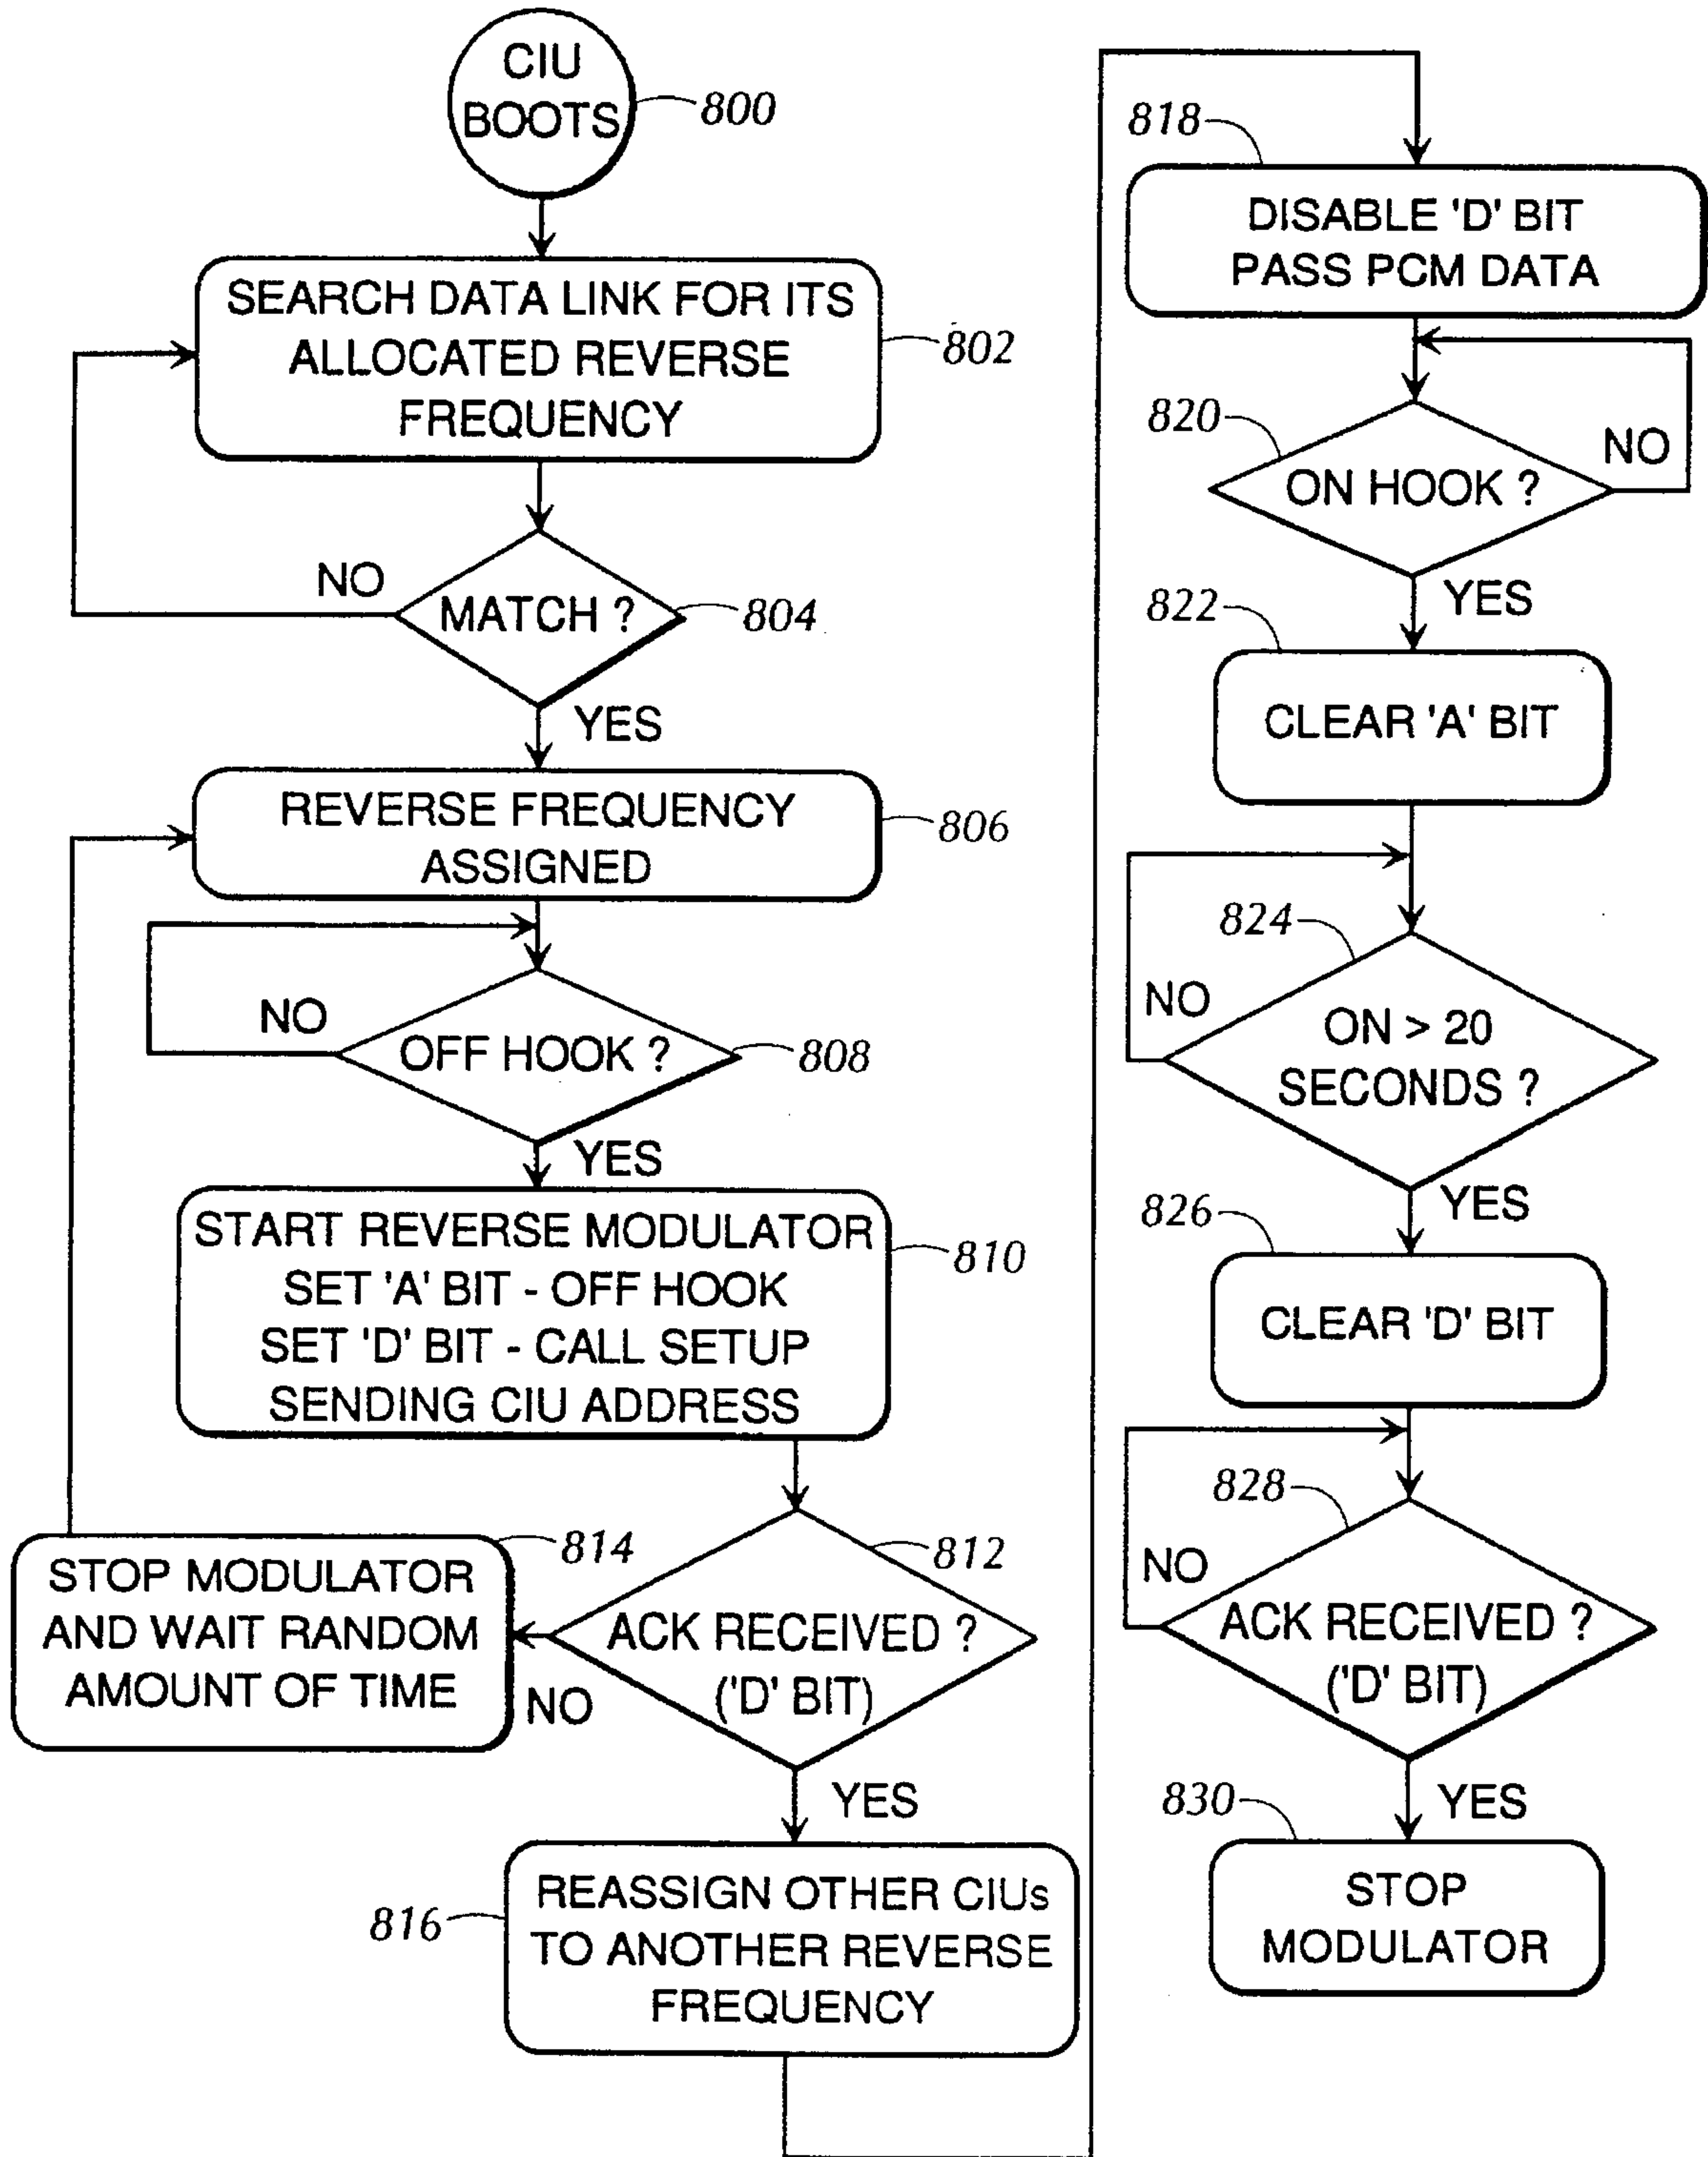 CIU
BOOTS
800
SEARCH DATA LINK FOR ITS
ALLOCATED REVERSE
FREQUENCY
802
NO
MATCH ?
804
YES
REVERSE FREQUENCY
ASSIGNED
806
NO
OFF HOOK ?
808
YES
START REVERSE MODULATOR
SET 'A' BIT - OFF HOOK
SET 'D' BIT - CALL SETUP
SENDING CIU ADDRESS
810
814
STOP MODULATOR
AND WAIT RANDOM
AMOUNT OF TIME
812
ACK RECEIVED ?
('D' BIT)
NO
YES
816
REASSIGN OTHER CIUs
TO ANOTHER REVERSE
FREQUENCY
818
DISABLE 'D' BIT
PASS PCM DATA
820
NO
ON HOOK ?
YES
822
CLEAR 'A' BIT
824
NO
ON > 20
SECONDS ?
YES
826
CLEAR 'D' BIT
828
NO
ACK RECEIVED ?
('D' BIT)
YES
830
STOP
MODULATOR